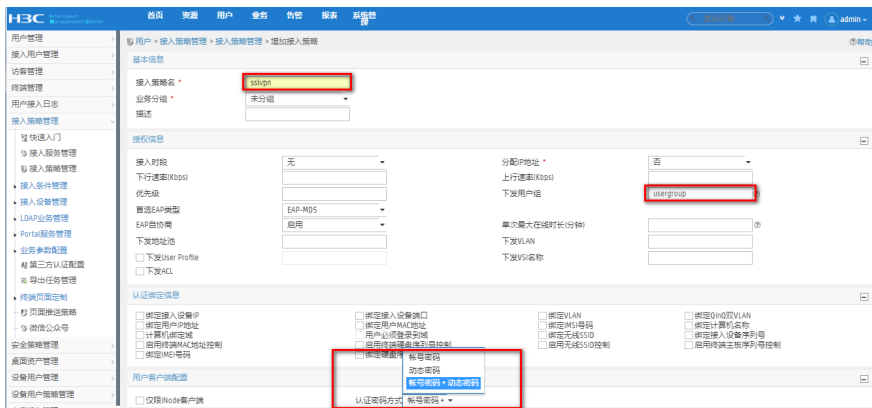 H3C Intelligent Management Center
首页 资源 用户 业务 告警 报表 系统管理
admin
用户管理
接入用户管理
访客管理
终端管理
用户接入日志
接入策略管理
快速入门
接入服务管理
接入策略管理
接入条件管理
接入设备管理
LDAP业务管理
Portal服务管理
业务参数配置
第三方认证配置
导出任务管理
终端页面定制
页面推送策略
微信公众号
安全策略管理
桌面资产管理
设备用户管理
设备用户策略管理
用户 > 接入策略管理 > 接入策略管理 > 增加接入策略
帮助
基本信息
接入策略名 * sslvpn
业务分组 * 未分组
描述
授权信息
接入时段 无 分配IP地址 * 否
下行速率(Kbps) 上行速率(Kbps)
优先级 下发用户组 usergroup
首选EAP类型 EAP-MD5
EAP自协商 启用 单次最大在线时长(分钟)
下发地址池 下发VLAN
下发User Profile 下发VSI名称
下发ACL
认证绑定信息
绑定接入设备IP 绑定接入设备端口 绑定VLAN 绑定QinQ双VLAN
绑定用户IP地址 绑定用户MAC地址 绑定IMSI号码 绑定计算机名称
计算机绑定域 用户必须登录到域 绑定无线SSID 绑定接入设备序列号
启用终端MAC地址控制 启用终端硬盘序列号控制 启用无线SSID控制 启用终端主板序列号控制
绑定IMEI号码 绑定硬盘序
帐号密码
动态密码
帐号密码 + 动态密码
用户客户端配置
仅限iNode客户端 认证密码方式 帐号密码 +